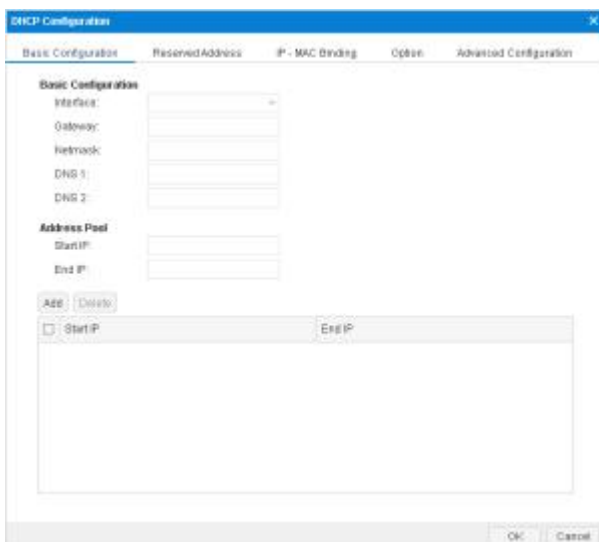 DHCP Configuration
Basic Configuration Reserved Address IP - MAC Binding Option Advanced Configuration
Basic Configuration
Interface:
Gateway:
Netmask:
DNS 1:
DNS 2:
Address Pool
Start IP:
End IP:
Add Delete
Start IP End IP
OK Cancel